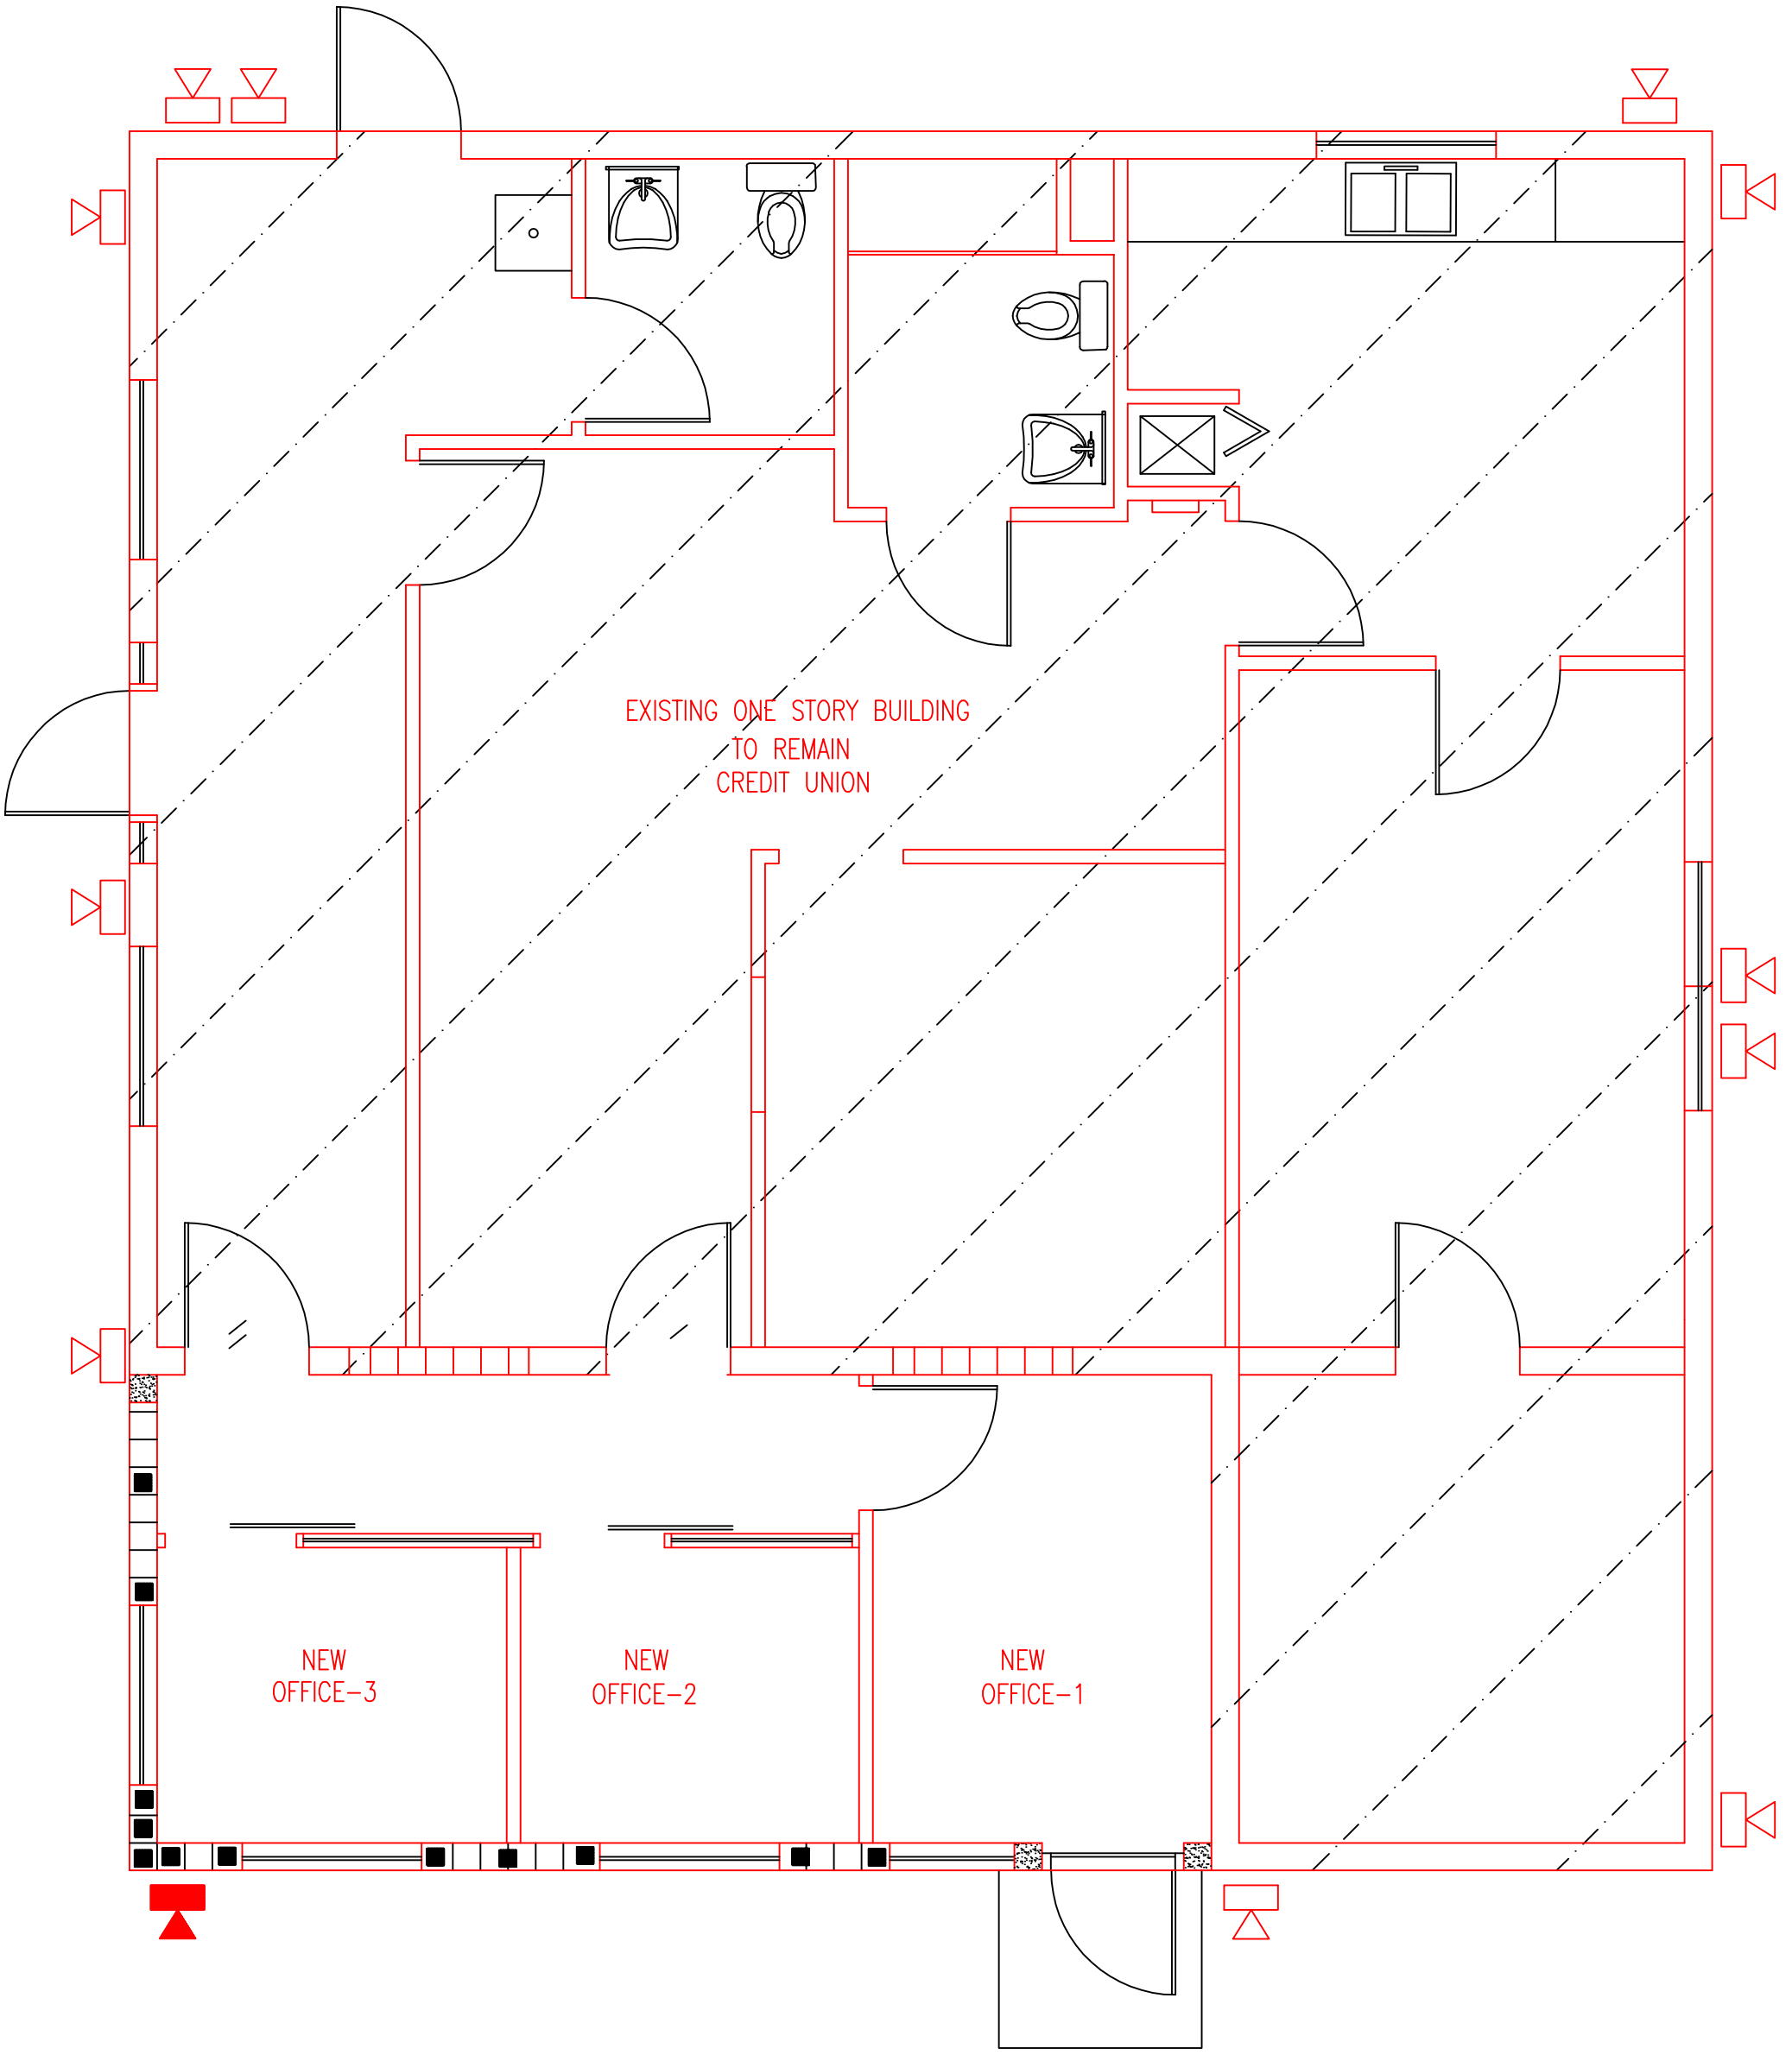 EXISTING ONE STORY BUILDING
TO REMAIN
CREDIT UNION
NEW
OFFICE-3
NEW
OFFICE-2
NEW
OFFICE-1